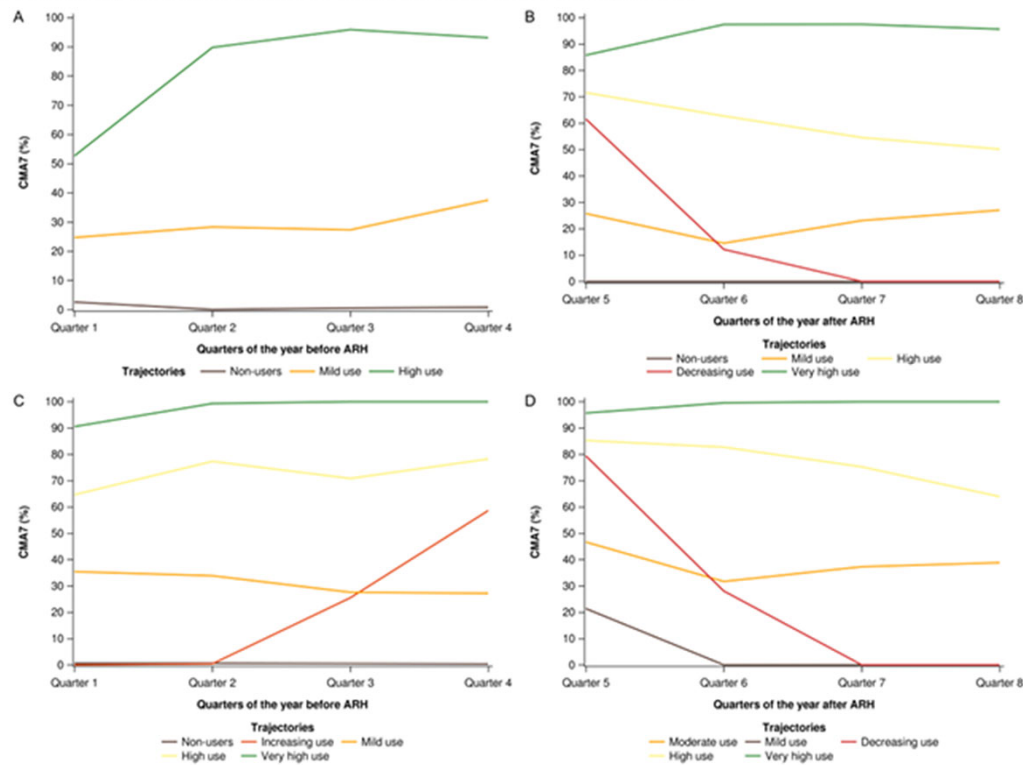 A
100
90
80
70
60
50
40
30
20
10
0
CMA7 (%)
Quarter 1 Quarter 2 Quarter 3 Quarter 4
Quarters of the year before ARH
Trajectories Non-users Mild use High use
B
100
90
80
70
60
50
40
30
20
10
0
CMA7 (%)
Quarter 5 Quarter 6 Quarter 7 Quarter 8
Quarters of the year after ARH
Trajectories
Non-users Mild use High use
Decreasing use Very high use
C
100
90
80
70
60
50
40
30
20
10
0
CMA7 (%)
Quarter 1 Quarter 2 Quarter 3 Quarter 4
Quarters of the year before ARH
Trajectories
Non-users Increasing use Mild use
High use Very high use
D
100
90
80
70
60
50
40
30
20
10
0
CMA7 (%)
Quarter 5 Quarter 6 Quarter 7 Quarter 8
Quarters of the year after ARH
Trajectories
Moderate use Mild use Decreasing use
High use Very high use